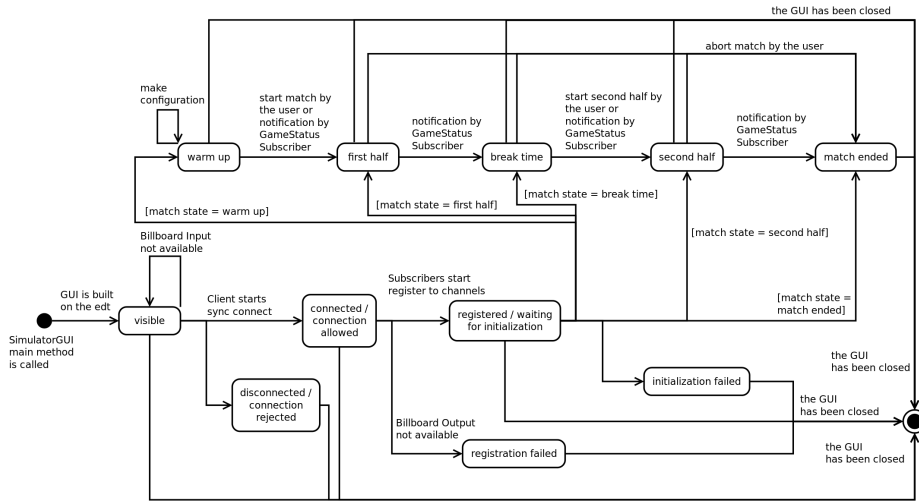 the GUI has been closed
abort match by the user
make
configuration
start match by
the user or
notification by
GameStatus
Subscriber
notification by
GameStatus
Subscriber
start second half by
the user or
notification by
GameStatus
Subscriber
notification by
GameStatus
Subscriber
warm up
first half
break time
second half
match ended
[match state = warm up]
[match state = first half]
[match state = break time]
[match state = second half]
[match state =
match ended]
Billboard Input
not available
GUI is built
on the edt
SimulatorGUI
main method
is called
visible
Client starts
sync connect
connected /
connection
allowed
Subscribers start
register to channels
registered / waiting
for initialization
disconnected /
connection
rejected
Billboard Output
not available
registration failed
initialization failed
the GUI
has been closed
the GUI
has been closed
the GUI
has been closed